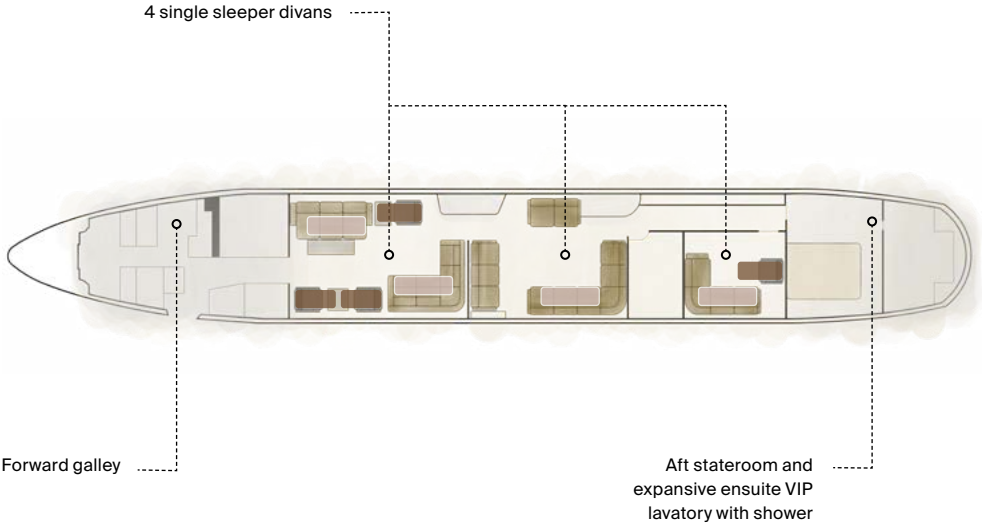 4 single sleeper divans
Forward galley
Aft stateroom and
expansive ensuite VIP
lavatory with shower